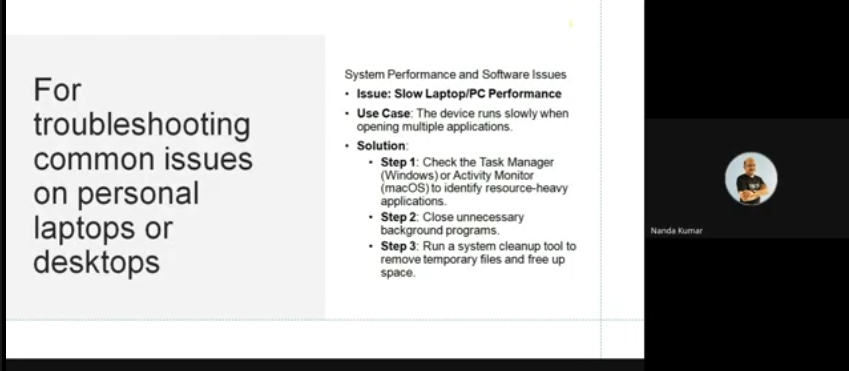 For
troubleshooting
common issues
on personal
laptops or
desktops
System Performance and Software Issues
• Issue: Slow Laptop/PC Performance
• Use Case: The device runs slowly when
opening multiple applications.
• Solution:
• Step 1: Check the Task Manager
(Windows) or Activity Monitor
(macOS) to identify resource-heavy
applications.
• Step 2: Close unnecessary
background programs.
• Step 3: Run a system cleanup tool to
remove temporary files and free up
space.
Nanda Kumar